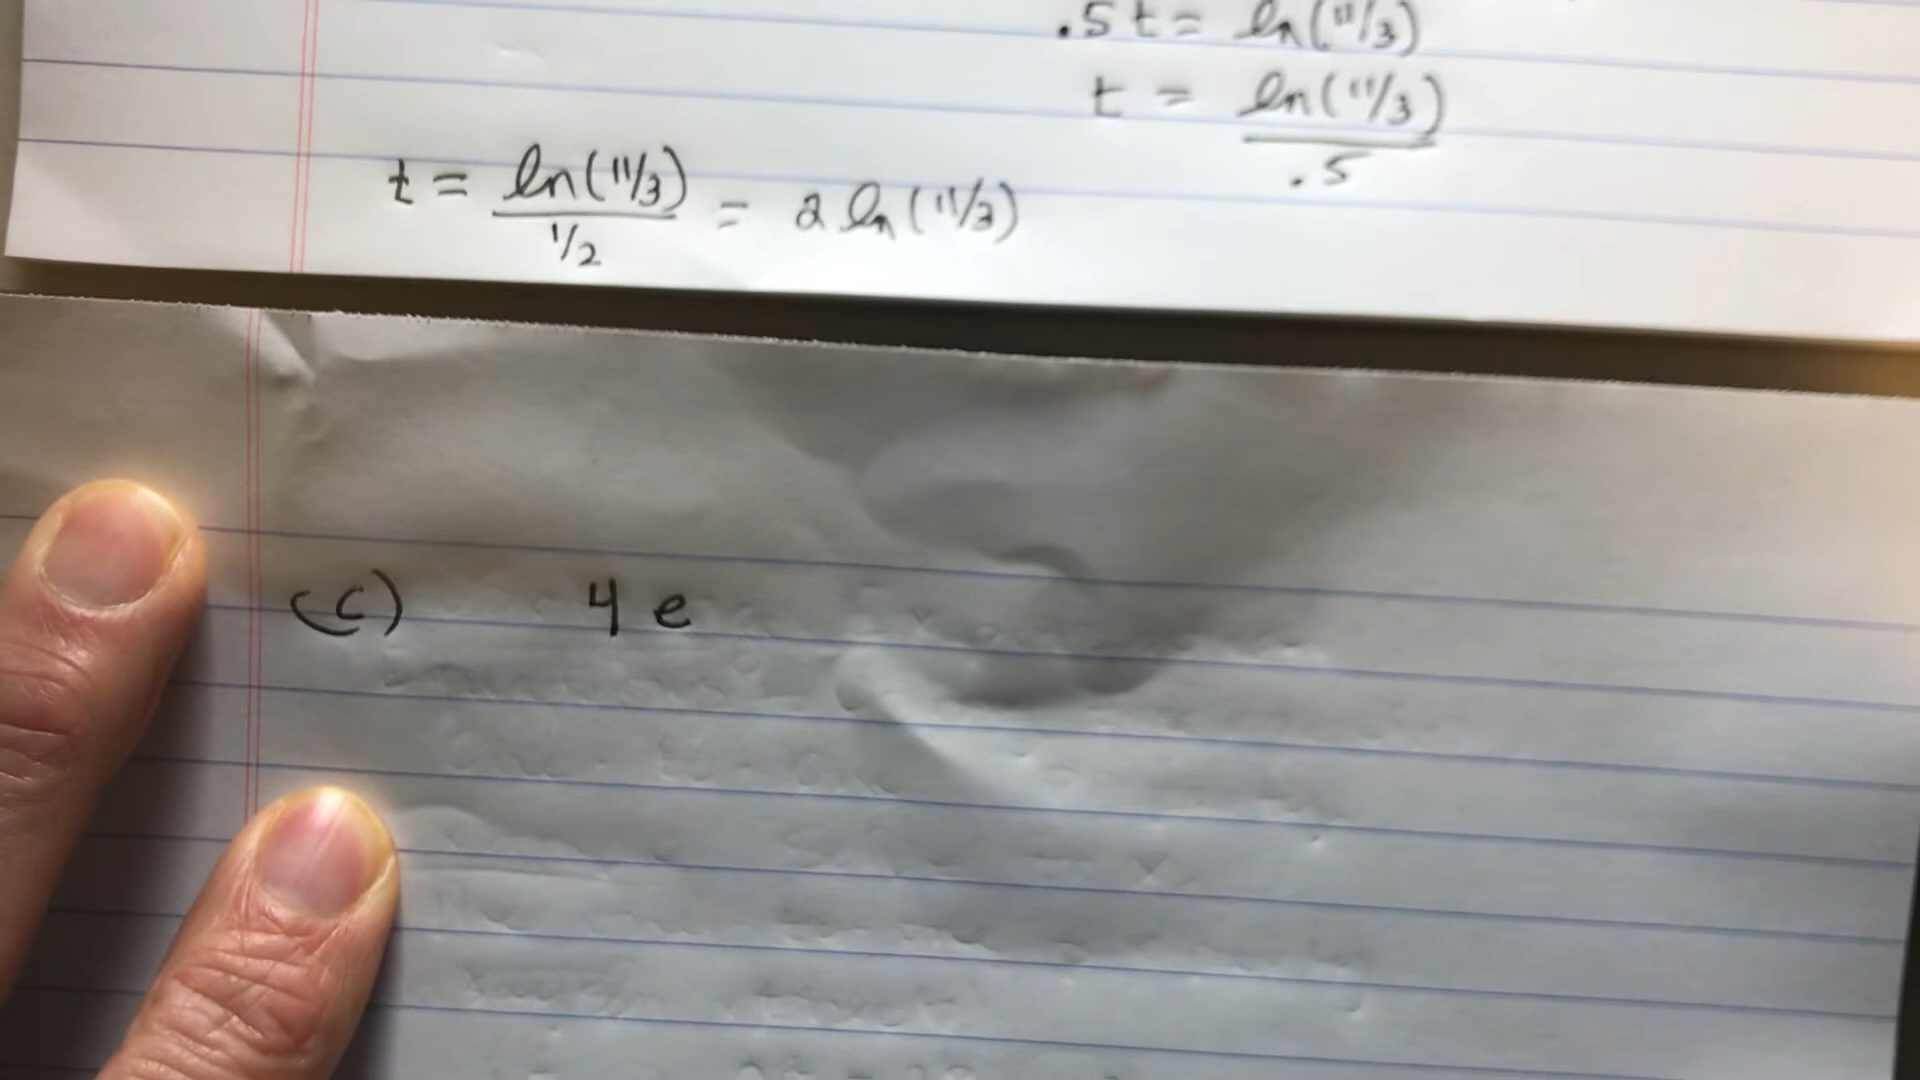 .5t = ln(11/3)
t = ln(11/3)/.5
t = ln(11/3)/1/2 = 2 ln(11/3)
(c) 4e